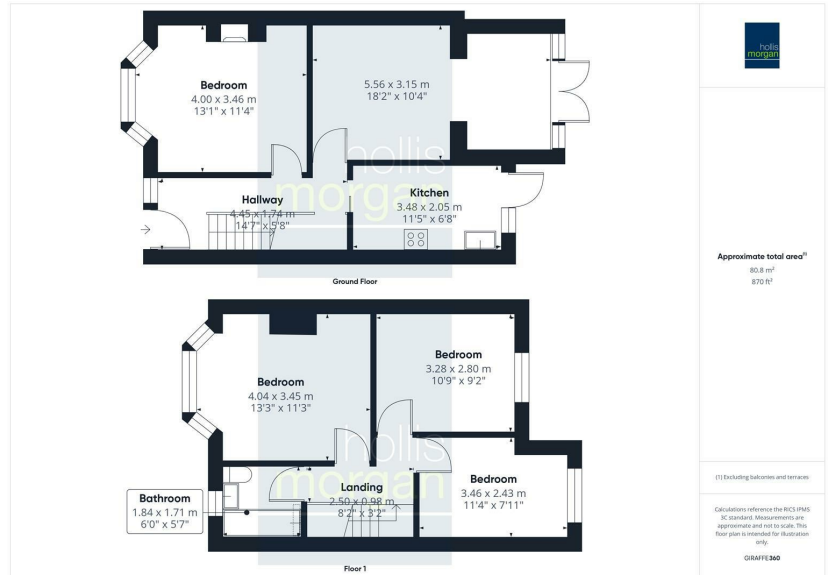 Bedroom
4.00 x 3.46 m
13'1" x 11'4"
5.56 x 3.15 m
18'2" x 10'4"
Hallway
4.45 x 1.74 m
14'7" x 5'8"
Kitchen
3.48 x 2.05 m
11'5" x 6'8"
hollis
morgan
Ground Floor
Bedroom
4.04 x 3.45 m
13'3" x 11'3"
Bedroom
3.28 x 2.80 m
10'9" x 9'2"
Bathroom
1.84 x 1.71 m
6'0" x 5'7"
Landing
2.50 x 0.98 m
8'2" x 3'2"
Bedroom
3.46 x 2.43 m
11'4" x 7'11"
hollis
morgan
Floor 1
hollis
morgan
Approximate total area(1)
80.8 m²
870 ft²
(1) Excluding balconies and terraces
Calculations reference the RICS IPMS
3C standard. Measurements are
approximate and not to scale. This
floor plan is intended for illustration
only.
GIRAFFE360